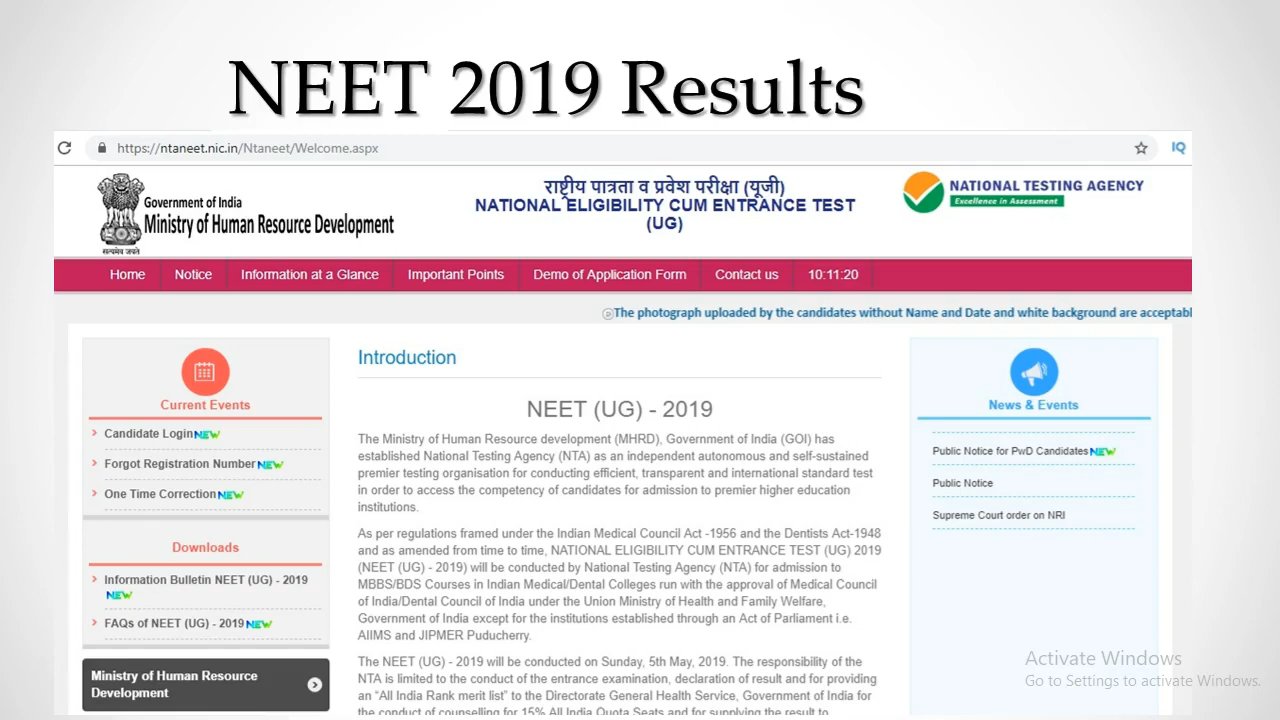 NEET 2019 Results
https://ntaneet.nic.in/Ntaneet/Welcome.aspx
IQ
सत्यमेव जयते
Government of India
Ministry of Human Resource Development
राष्ट्रीय पात्रता व प्रवेश परीक्षा (यूजी)
NATIONAL ELIGIBILITY CUM ENTRANCE TEST
(UG)
NATIONAL TESTING AGENCY
Excellence in Assessment
Home Notice Information at a Glance Important Points Demo of Application Form Contact us 10:11:20
The photograph uploaded by the candidates without Name and Date and white background are acceptabl
Current Events
Candidate Login NEW
Forgot Registration Number NEW
One Time Correction NEW
Downloads
Information Bulletin NEET (UG) - 2019
NEW
FAQs of NEET (UG) - 2019 NEW
Ministry of Human Resource
Development
Introduction
NEET (UG) - 2019
The Ministry of Human Resource development (MHRD), Government of India (GOI) has
established National Testing Agency (NTA) as an independent autonomous and self-sustained
premier testing organisation for conducting efficient, transparent and international standard test
in order to access the competency of candidates for admission to premier higher education
institutions.
As per regulations framed under the Indian Medical Council Act -1956 and the Dentists Act-1948
and as amended from time to time, NATIONAL ELIGIBILITY CUM ENTRANCE TEST (UG) 2019
(NEET (UG) - 2019) will be conducted by National Testing Agency (NTA) for admission to
MBBS/BDS Courses in Indian Medical/Dental Colleges run with the approval of Medical Council
of India/Dental Council of India under the Union Ministry of Health and Family Welfare,
Government of India except for the institutions established through an Act of Parliament i.e.
AIIMS and JIPMER Puducherry.
The NEET (UG) - 2019 will be conducted on Sunday, 5th May, 2019. The responsibility of the
NTA is limited to the conduct of the entrance examination, declaration of result and for providing
an "All India Rank merit list" to the Directorate General Health Service, Government of India for
the conduct of counselling for 15% All India Quota Seats and for supplying the result to
News & Events
Public Notice for PwD Candidates NEW
Public Notice
Supreme Court order on NRI
Activate Windows
Go to Settings to activate Windows.